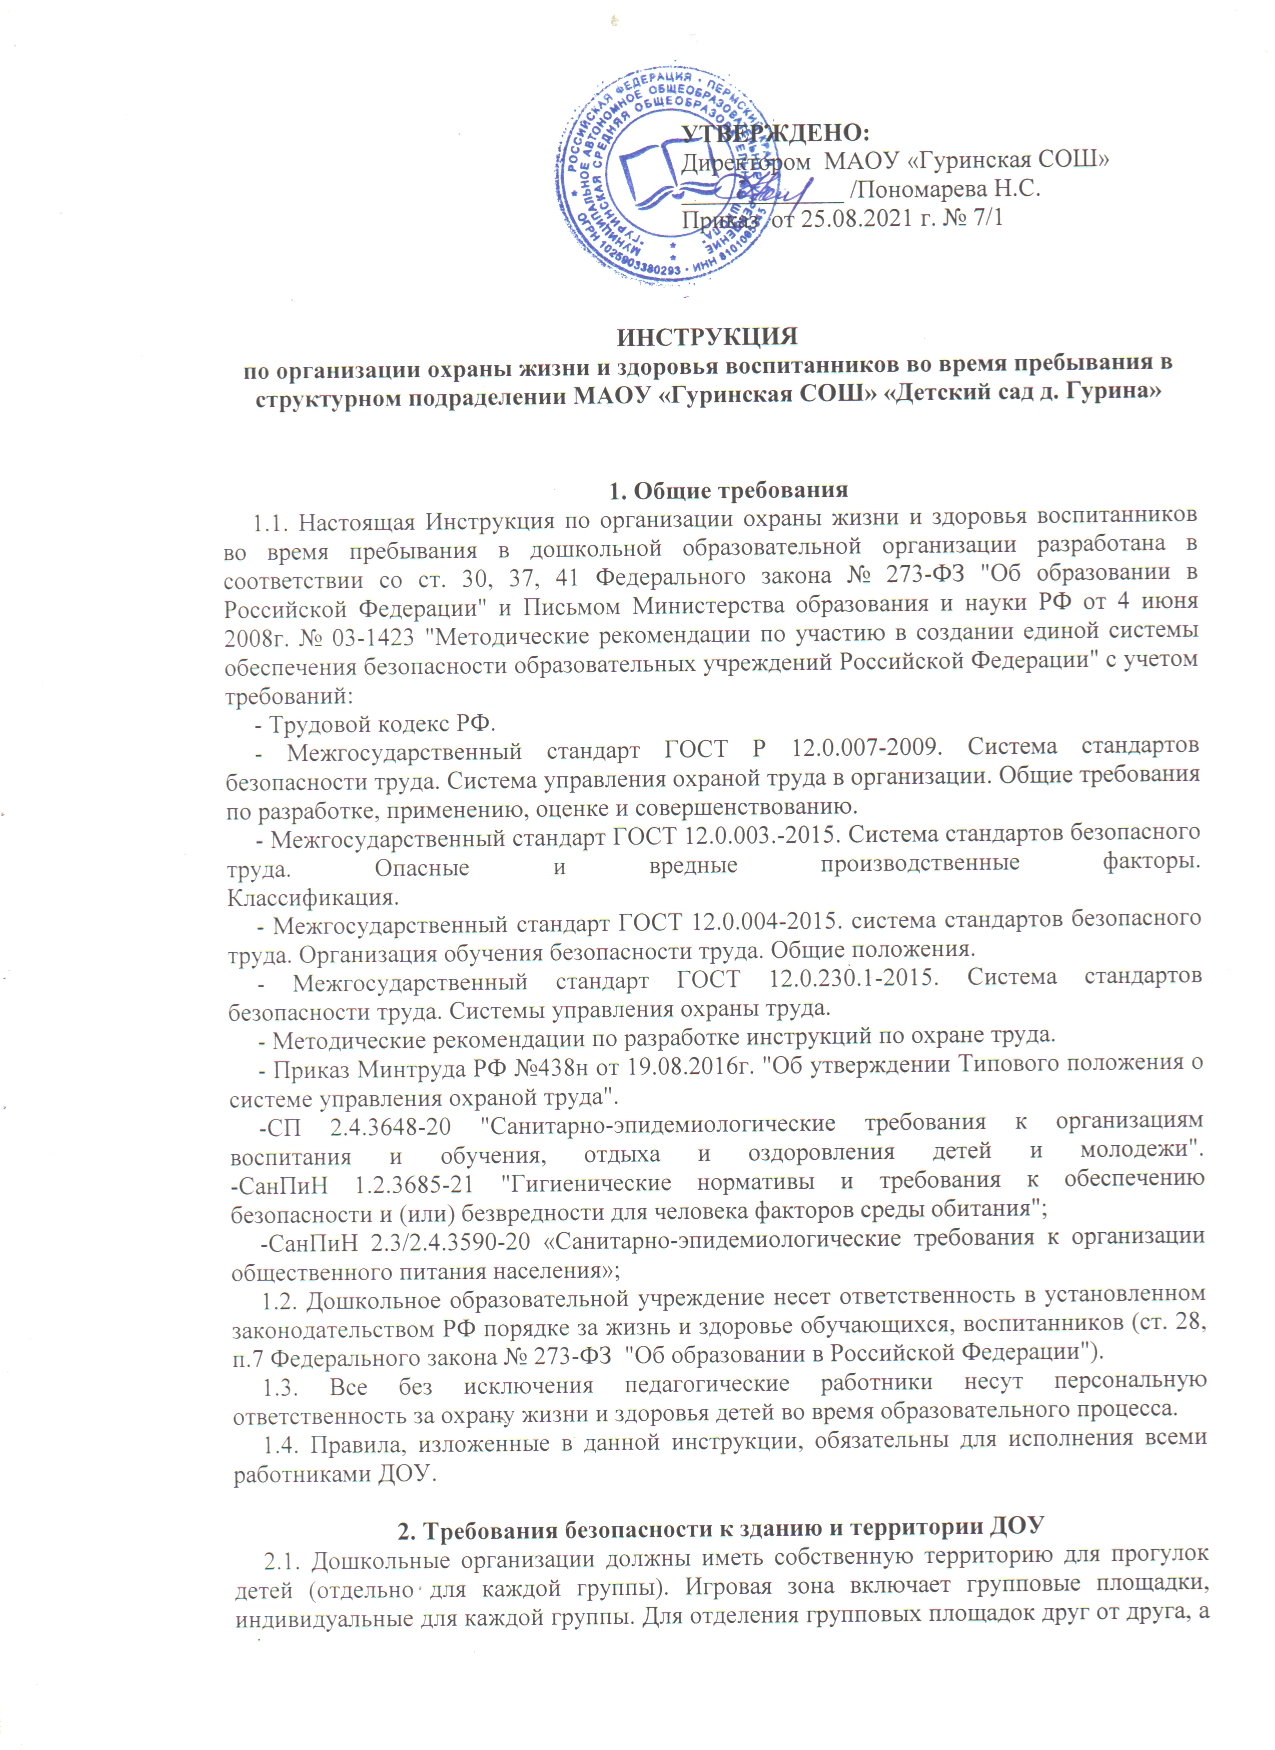 РОССИЙСКАЯ ФЕДЕРАЦИЯ • ПЕРМСКИЙ КРАЙ
МУНИЦИПАЛЬНОЕ АВТОНОМНОЕ ОБЩЕОБРАЗОВАТЕЛЬНОЕ УЧРЕЖДЕНИЕ
"ГУРИНСКАЯ СРЕДНЯЯ ОБЩЕОБРАЗОВАТЕЛЬНАЯ ШКОЛА"
ОГРН 1025903380293 • ИНН
УТВЕРЖДЕНО:
Директором МАОУ «Гуринская СОШ»
_____________ /Пономарева Н.С.
Приказ от 25.08.2021 г. № 7/1
ИНСТРУКЦИЯ
по организации охраны жизни и здоровья воспитанников во время пребывания в
структурном подраделении МАОУ «Гуринская СОШ» «Детский сад д. Гурина»
1. Общие требования
1.1. Настоящая Инструкция по организации охраны жизни и здоровья воспитанников
во время пребывания в дошкольной образовательной организации разработана в
соответствии со ст. 30, 37, 41 Федерального закона № 273-ФЗ "Об образовании в
Российской Федерации" и Письмом Министерства образования и науки РФ от 4 июня
2008г. № 03-1423 "Методические рекомендации по участию в создании единой системы
обеспечения безопасности образовательных учреждений Российской Федерации" с учетом
требований:
- Трудовой кодекс РФ.
- Межгосударственный стандарт ГОСТ Р 12.0.007-2009. Система стандартов
безопасности труда. Система управления охраной труда в организации. Общие требования
по разработке, применению, оценке и совершенствованию.
- Межгосударственный стандарт ГОСТ 12.0.003.-2015. Система стандартов безопасного
труда. Опасные и вредные производственные факторы.
Классификация.
- Межгосударственный стандарт ГОСТ 12.0.004-2015. система стандартов безопасного
труда. Организация обучения безопасности труда. Общие положения.
- Межгосударственный стандарт ГОСТ 12.0.230.1-2015. Система стандартов
безопасности труда. Системы управления охраны труда.
- Методические рекомендации по разработке инструкций по охране труда.
- Приказ Минтруда РФ №438н от 19.08.2016г. "Об утверждении Типового положения о
системе управления охраной труда".
-СП 2.4.3648-20 "Санитарно-эпидемиологические требования к организациям
воспитания и обучения, отдыха и оздоровления детей и молодежи".
-СанПиН 1.2.3685-21 "Гигиенические нормативы и требования к обеспечению
безопасности и (или) безвредности для человека факторов среды обитания";
-СанПиН 2.3/2.4.3590-20 «Санитарно-эпидемиологические требования к организации
общественного питания населения»;
1.2. Дошкольное образовательной учреждение несет ответственность в установленном
законодательством РФ порядке за жизнь и здоровье обучающихся, воспитанников (ст. 28,
п.7 Федерального закона № 273-ФЗ "Об образовании в Российской Федерации").
1.3. Все без исключения педагогические работники несут персональную
ответственность за охрану жизни и здоровья детей во время образовательного процесса.
1.4. Правила, изложенные в данной инструкции, обязательны для исполнения всеми
работниками ДОУ.
2. Требования безопасности к зданию и территории ДОУ
2.1. Дошкольные организации должны иметь собственную территорию для прогулок
детей (отдельно для каждой группы). Игровая зона включает групповые площадки,
индивидуальные для каждой группы. Для отделения групповых площадок друг от друга, а